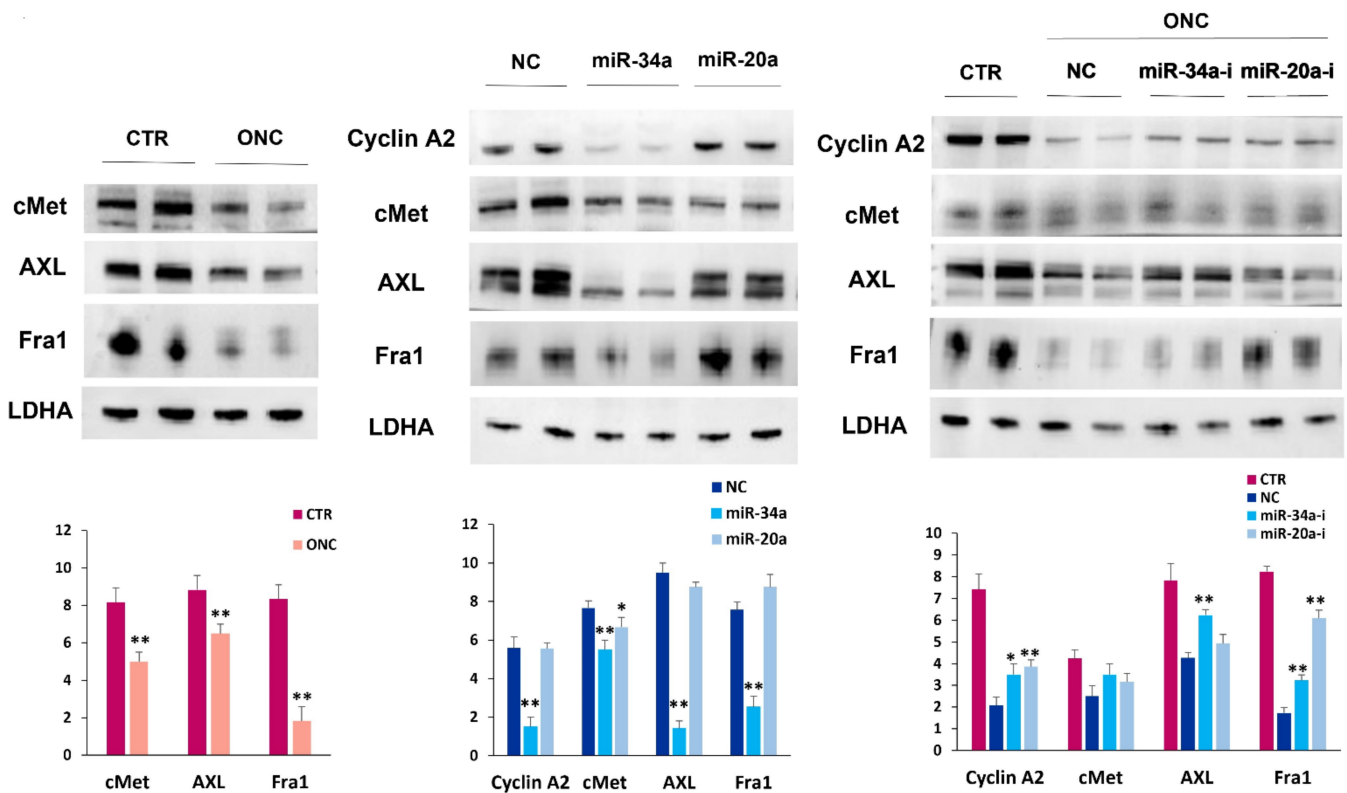 CTR ONC
cMet
AXL
Fra1
LDHA
NC miR-34a miR-20a
Cyclin A2
cMet
AXL
Fra1
LDHA
ONC
CTR NC miR-34a-i miR-20a-i
Cyclin A2
cMet
AXL
Fra1
LDHA
CTR
ONC
12
10
8
6
4
2
0
**
**
**
cMet AXL Fra1
NC
miR-34a
miR-20a
12
10
8
6
4
2
0
**
**
*
**
**
Cyclin A2 cMet AXL Fra1
CTR
NC
miR-34a-i
miR-20a-i
10
9
8
7
6
5
4
3
2
1
0
*
**
**
**
**
Cyclin A2 cMet AXL Fra1